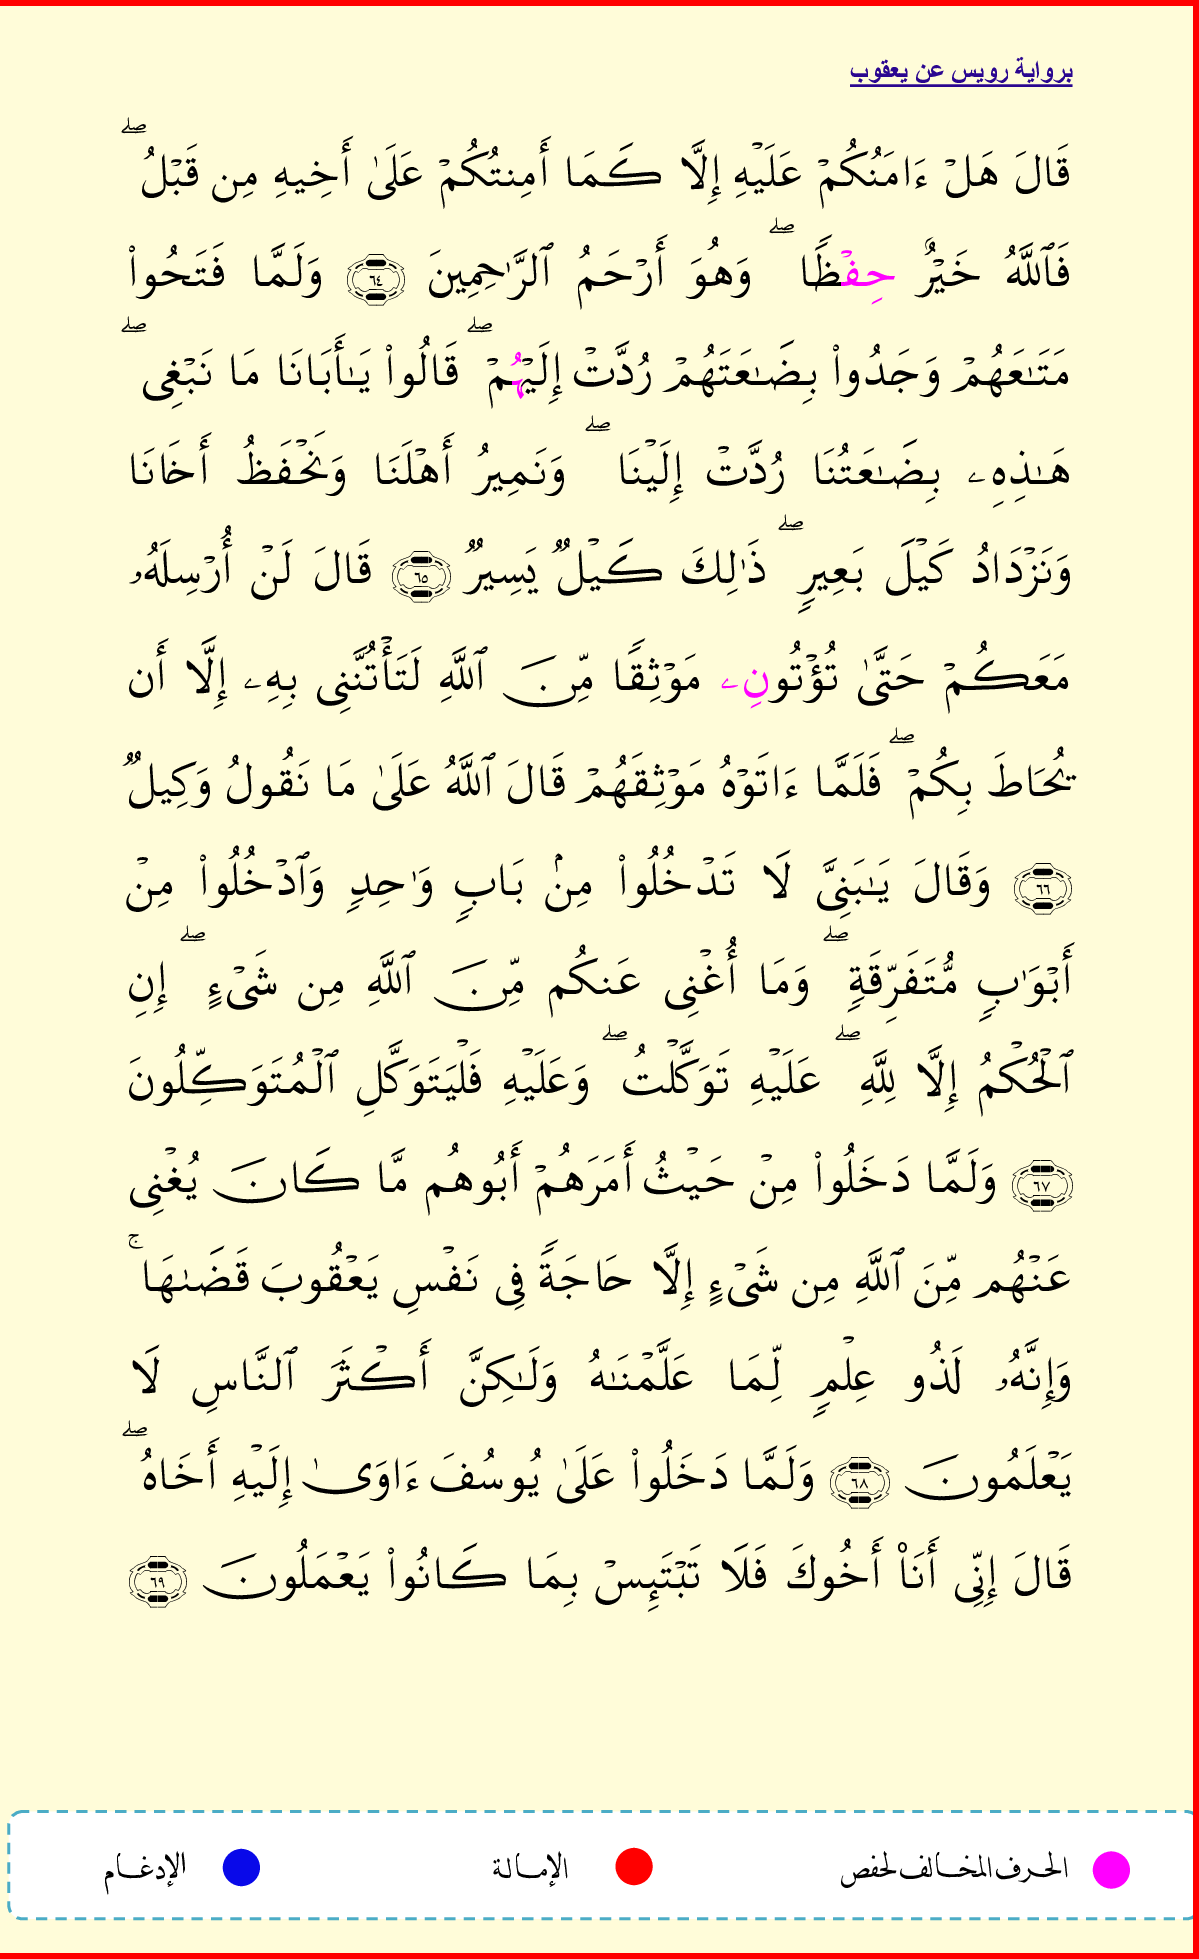 برواية رويس عن يعقوب
قَالَ هَلۡ ءَامَنُكُمۡ عَلَيۡهِ إِلَّا كَمَا أَمِنتُكُمۡ عَلَىٰ أَخِيهِ مِن قَبۡلُ ۖ
فَٱللَّهُ خَيۡرٌ حِفۡظًا ۖ وَهُوَ أَرۡحَمُ ٱلرَّٰحِمِينَ ٦٤ وَلَمَّا فَتَحُواْ
مَتَٰعَهُمۡ وَجَدُواْ بِضَٰعَتَهُمۡ رُدَّتۡ إِلَيۡهُمۡ ۖ قَالُواْ يَٰأَبَانَا مَا نَبۡغِي ۖ
هَٰذِهِۦ بِضَٰعَتُنَا رُدَّتۡ إِلَيۡنَا ۖ وَنَمِيرُ أَهۡلَنَا وَنَحۡفَظُ أَخَانَا
وَنَزۡدَادُ كَيۡلَ بَعِيرٍ ۖ ذَٰلِكَ كَيۡلٌ يَسِيرٌ ٦٥ قَالَ لَنۡ أُرۡسِلَهُۥ
مَعَكُمۡ حَتَّىٰ تُؤۡتُونِۦ مَوۡثِقًا مِّنَ ٱللَّهِ لَتَأۡتُنَّنِي بِهِۦ إِلَّا أَن
يُحَاطَ بِكُمۡ ۖ فَلَمَّا ءَاتَوۡهُ مَوۡثِقَهُمۡ قَالَ ٱللَّهُ عَلَىٰ مَا نَقُولُ وَكِيلٌ
٦٦ وَقَالَ يَٰبَنِيَّ لَا تَدۡخُلُواْ مِنۢ بَابٍ وَٰحِدٍ وَٱدۡخُلُواْ مِنۡ
أَبۡوَٰبٍ مُّتَفَرِّقَةٍ ۖ وَمَا أُغۡنِي عَنكُم مِّنَ ٱللَّهِ مِن شَيۡءٍ ۖ إِنِ
ٱلۡحُكۡمُ إِلَّا لِلَّهِ ۖ عَلَيۡهِ تَوَكَّلۡتُ ۖ وَعَلَيۡهِ فَلۡيَتَوَكَّلِ ٱلۡمُتَوَكِّلُونَ
٦٧ وَلَمَّا دَخَلُواْ مِنۡ حَيۡثُ أَمَرَهُمۡ أَبُوهُم مَّا كَانَ يُغۡنِي
عَنۡهُم مِّنَ ٱللَّهِ مِن شَيۡءٍ إِلَّا حَاجَةً فِي نَفۡسِ يَعۡقُوبَ قَضَىٰهَا ۚ
وَإِنَّهُۥ لَذُو عِلۡمٍ لِّمَا عَلَّمۡنَٰهُ وَلَٰكِنَّ أَكۡثَرَ ٱلنَّاسِ لَا
يَعۡلَمُونَ ٦٨ وَلَمَّا دَخَلُواْ عَلَىٰ يُوسُفَ ءَاوَىٰ إِلَيۡهِ أَخَاهُ ۖ
قَالَ إِنِّي أَنَا۠ أَخُوكَ فَلَا تَبۡتَئِسۡ بِمَا كَانُواْ يَعۡمَلُونَ ٦٩
الحرف المخالف لحفص الإمالة الإدغام